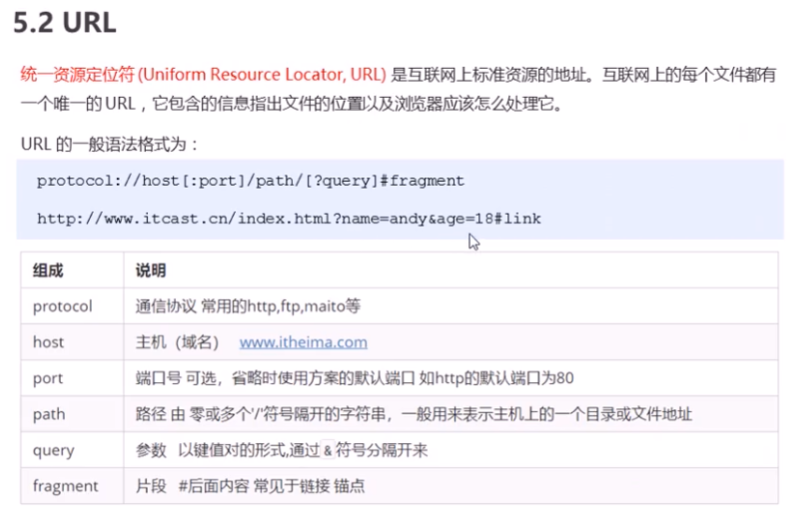 5.2 URL
统一资源定位符 (Uniform Resource Locator, URL) 是互联网上标准资源的地址。互联网上的每个文件都有
一个唯一的 URL，它包含的信息指出文件的位置以及浏览器应该怎么处理它。
URL 的一般语法格式为：
protocol://host[:port]/path/[?query]#fragment
http://www.itcast.cn/index.html?name=andy&age=18#link
组成 说明
protocol 通信协议 常用的http,ftp,maito等
host 主机（域名） www.itheima.com
port 端口号 可选，省略时使用方案的默认端口 如http的默认端口为80
path 路径 由 零或多个'/'符号隔开的字符串，一般用来表示主机上的一个目录或文件地址
query 参数 以键值对的形式,通过 & 符号分隔开来
fragment 片段 #后面内容 常见于链接 锚点